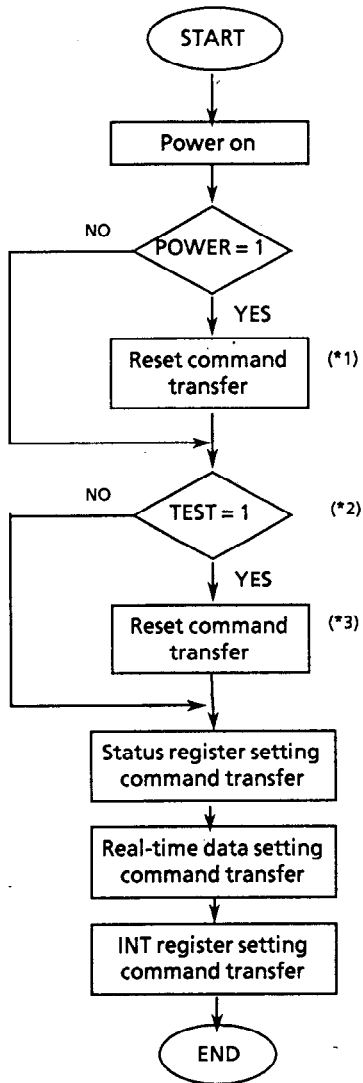 START
Power on
NO
POWER = 1
YES
Reset command
transfer
(*1)
NO
TEST = 1
(*2)
YES
Reset command
transfer
(*3)
Status register setting
command transfer
Real-time data setting
command transfer
INT register setting
command transfer
END